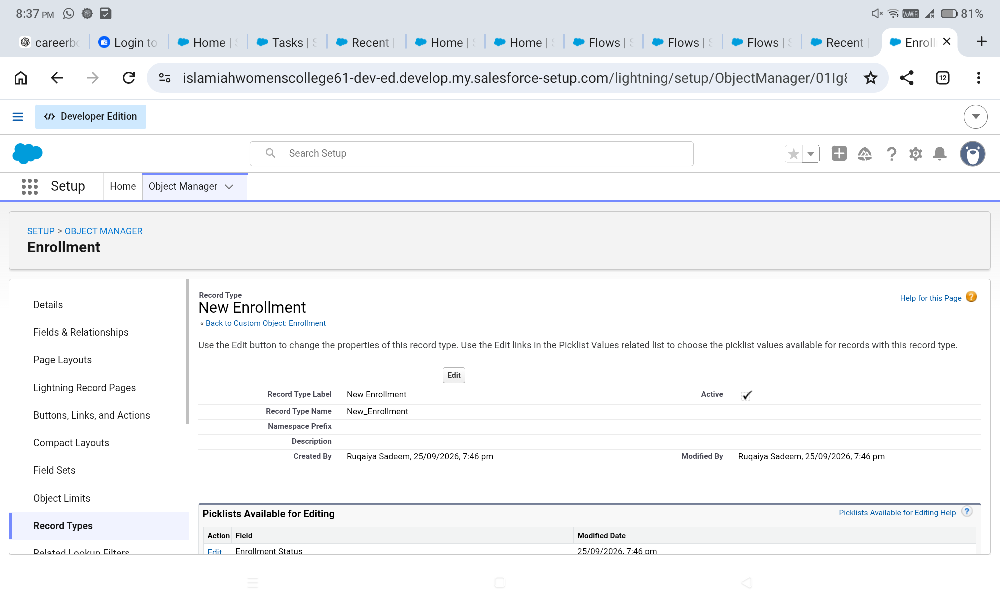 8:37 PM
VoWiFi
81%
careerbo
Login to
Home | S
Tasks | S
Recent |
Home | S
Home | S
Flows | S
Flows | S
Flows | S
Recent |
Enroll
islamiahwomenscollege61-dev-ed.develop.my.salesforce-setup.com/lightning/setup/ObjectManager/01Ig8
12
Developer Edition
Search Setup
Setup
Home
Object Manager
SETUP > OBJECT MANAGER
Enrollment
Details
Fields & Relationships
Page Layouts
Lightning Record Pages
Buttons, Links, and Actions
Compact Layouts
Field Sets
Object Limits
Record Types
Related Lookup Filters
Record Type
New Enrollment
« Back to Custom Object: Enrollment
Help for this Page ?
Use the Edit button to change the properties of this record type. Use the Edit links in the Picklist Values related list to choose the picklist values available for records with this record type.
Edit
Record Type Label New Enrollment Active
Record Type Name New_Enrollment
Namespace Prefix
Description
Created By Ruqaiya Sadeem, 25/09/2026, 7:46 pm Modified By Ruqaiya Sadeem, 25/09/2026, 7:46 pm
Picklists Available for Editing
Picklists Available for Editing Help ?
Action Field Modified Date
Edit Enrollment Status 25/09/2026, 7:46 pm